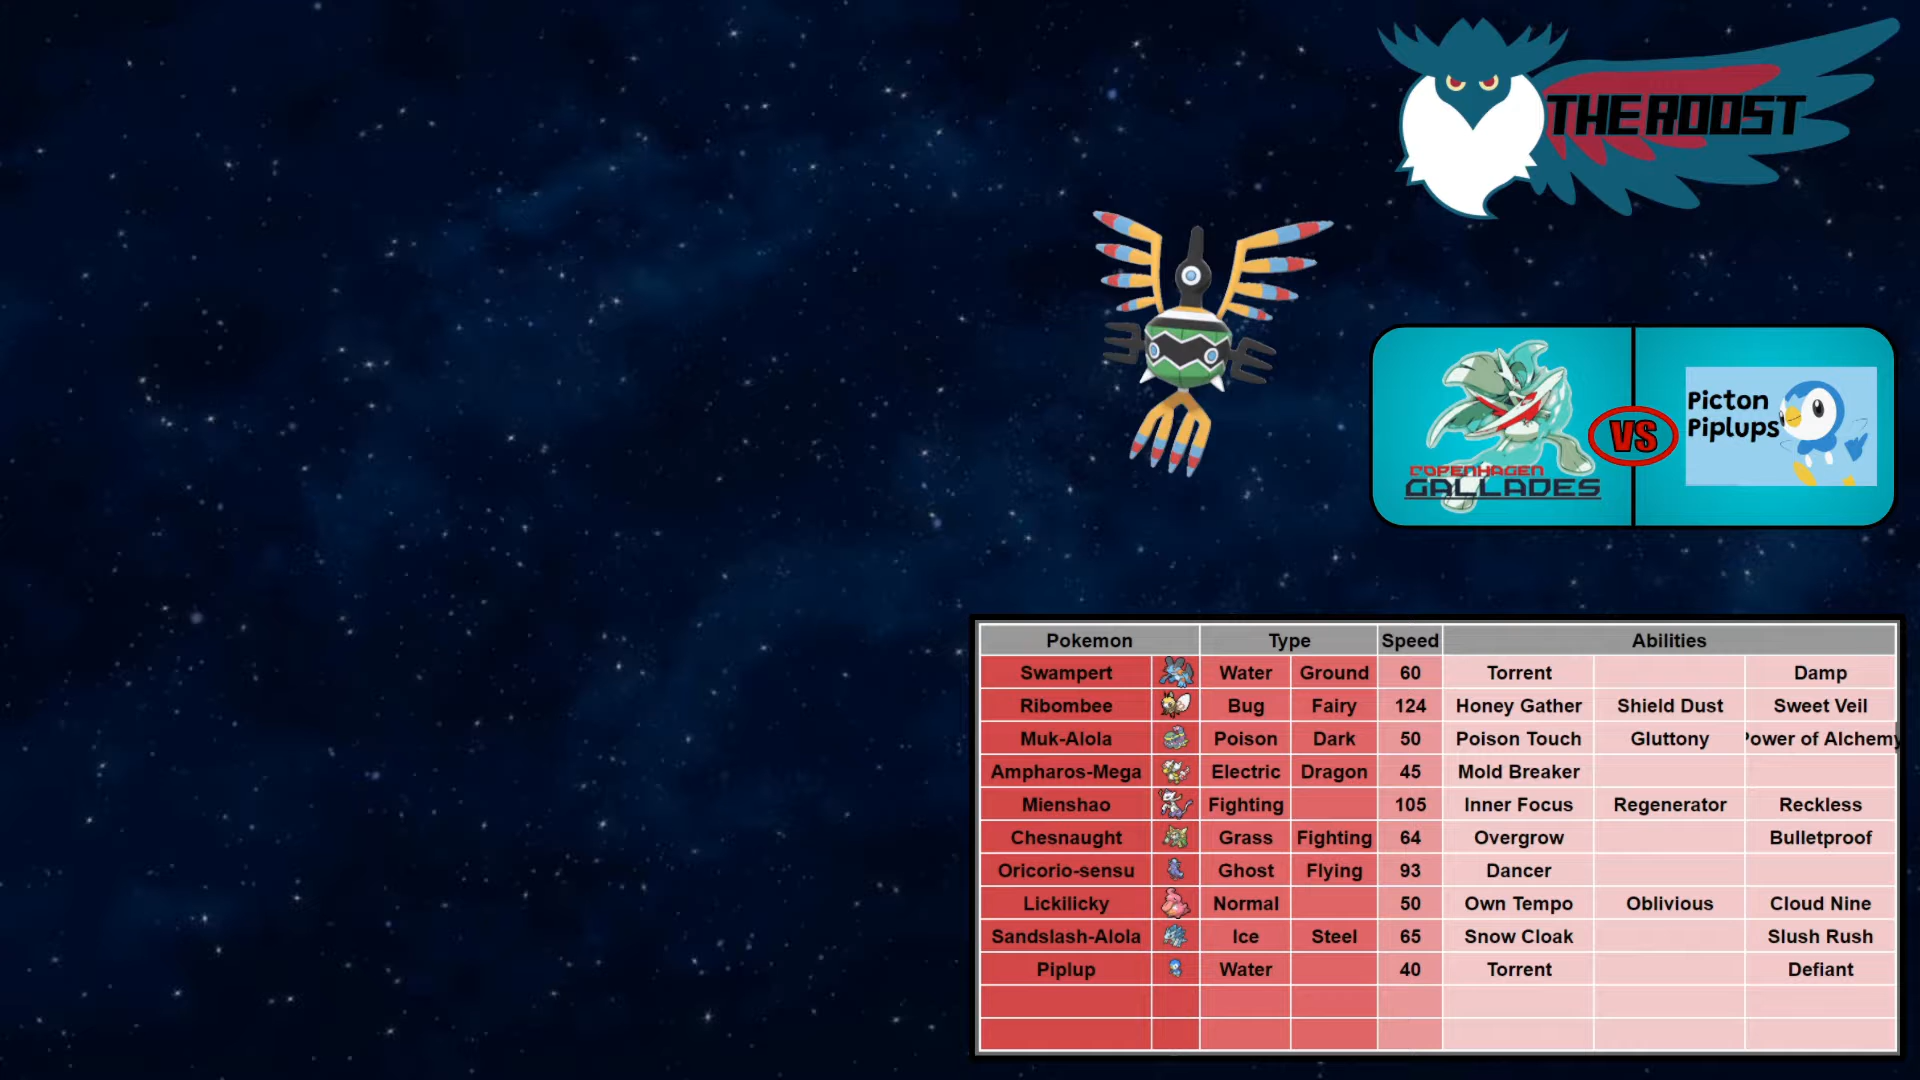 THE ROOST
COPENHAGEN
GALLADES
VS
Picton
Piplups
Pokemon Type Speed Abilities
Swampert Water Ground 60 Torrent Damp
Ribombee Bug Fairy 124 Honey Gather Shield Dust Sweet Veil
Muk-Alola Poison Dark 50 Poison Touch Gluttony Power of Alchemy
Ampharos-Mega Electric Dragon 45 Mold Breaker
Mienshao Fighting 105 Inner Focus Regenerator Reckless
Chesnaught Grass Fighting 64 Overgrow Bulletproof
Oricorio-sensu Ghost Flying 93 Dancer
Lickilicky Normal 50 Own Tempo Oblivious Cloud Nine
Sandslash-Alola Ice Steel 65 Snow Cloak Slush Rush
Piplup Water 40 Torrent Defiant